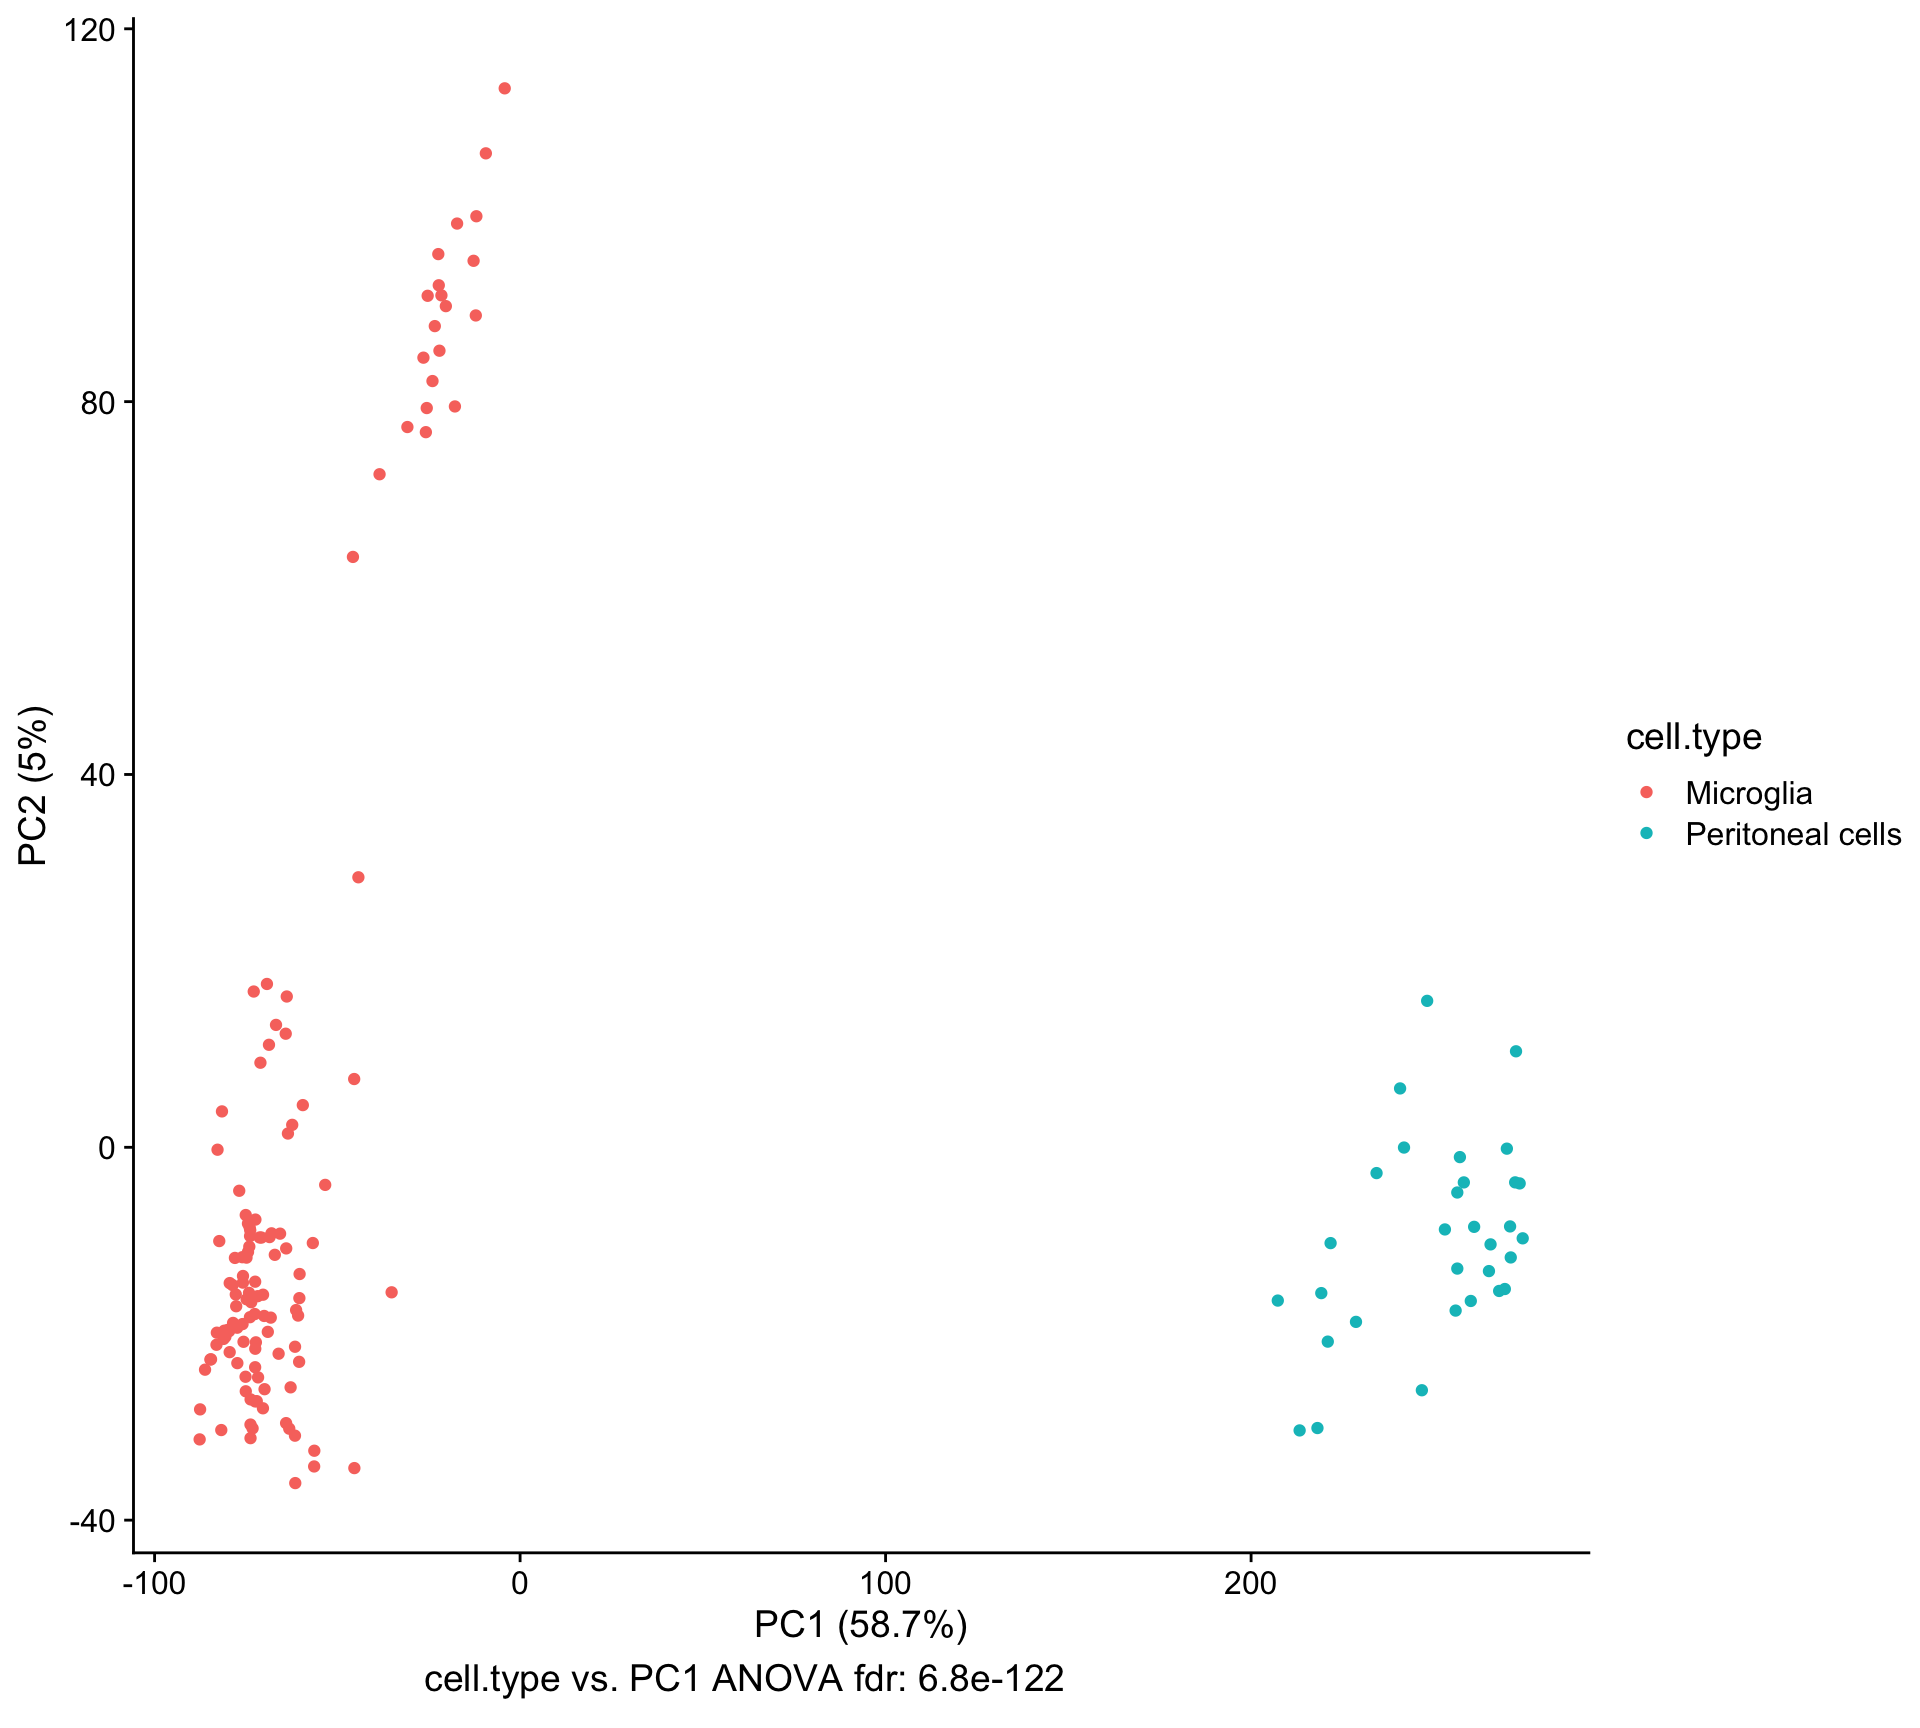 120
80
40
0
-40
PC2 (5%)
-100
0
100
200
PC1 (58.7%)
cell.type vs. PC1 ANOVA fdr: 6.8e-122
cell.type
Microglia
Peritoneal cells